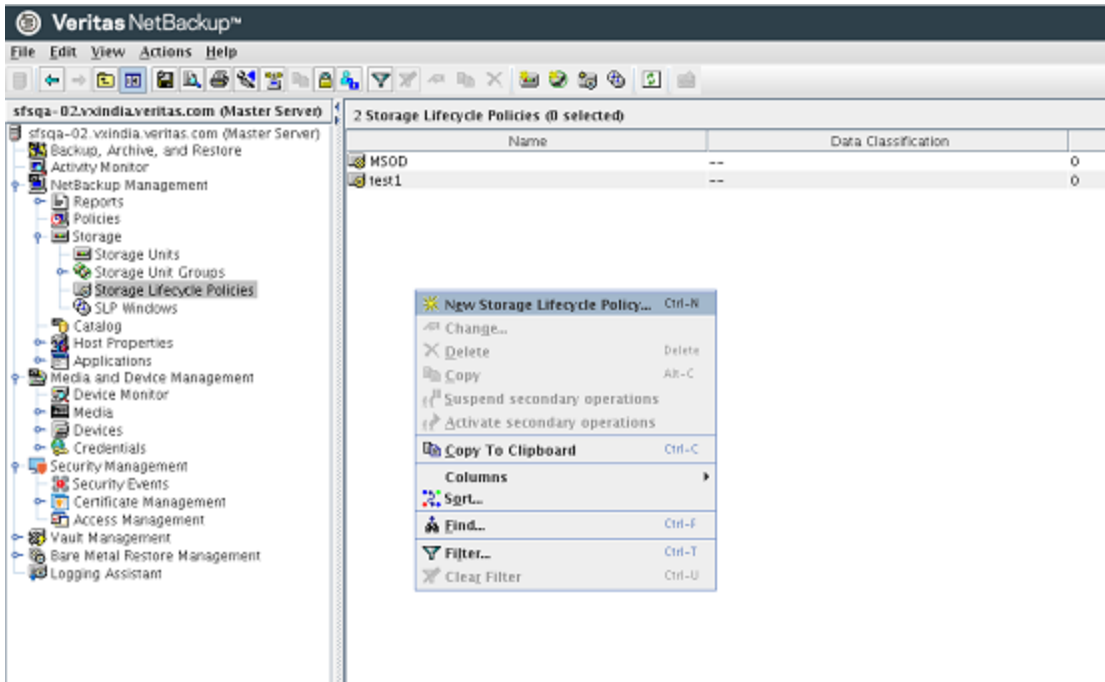 Veritas NetBackup™
File Edit View Actions Help
sfsqa-02.vxindia.veritas.com (Master Server)
sfsqa-02.vxindia.veritas.com (Master Server)
Backup, Archive, and Restore
Activity Monitor
NetBackup Management
Reports
Policies
Storage
Storage Units
Storage Unit Groups
Storage Lifecycle Policies
SLP Windows
Catalog
Host Properties
Applications
Media and Device Management
Device Monitor
Media
Devices
Credentials
Security Management
Security Events
Certificate Management
Access Management
Vault Management
Bare Metal Restore Management
Logging Assistant
2 Storage Lifecycle Policies (0 selected)
Name Data Classification
MSOD -- 0
test1 -- 0
New Storage Lifecycle Policy... Ctrl-N
Change...
Delete Delete
Copy Alt-C
Suspend secondary operations
Activate secondary operations
Copy To Clipboard Ctrl-C
Columns
Sort...
Find... Ctrl-F
Filter... Ctrl-T
Clear Filter Ctrl-U